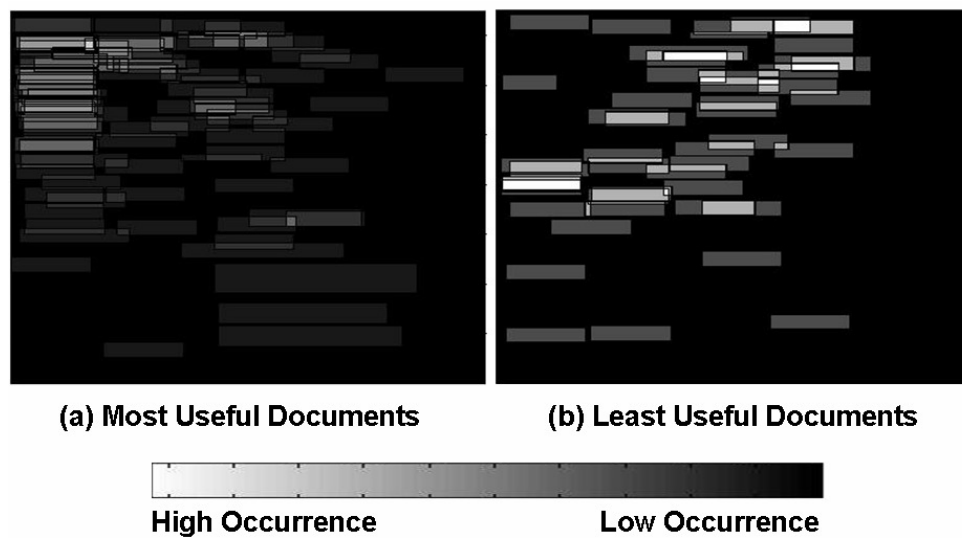 (a) Most Useful Documents
(b) Least Useful Documents
High Occurrence
Low Occurrence